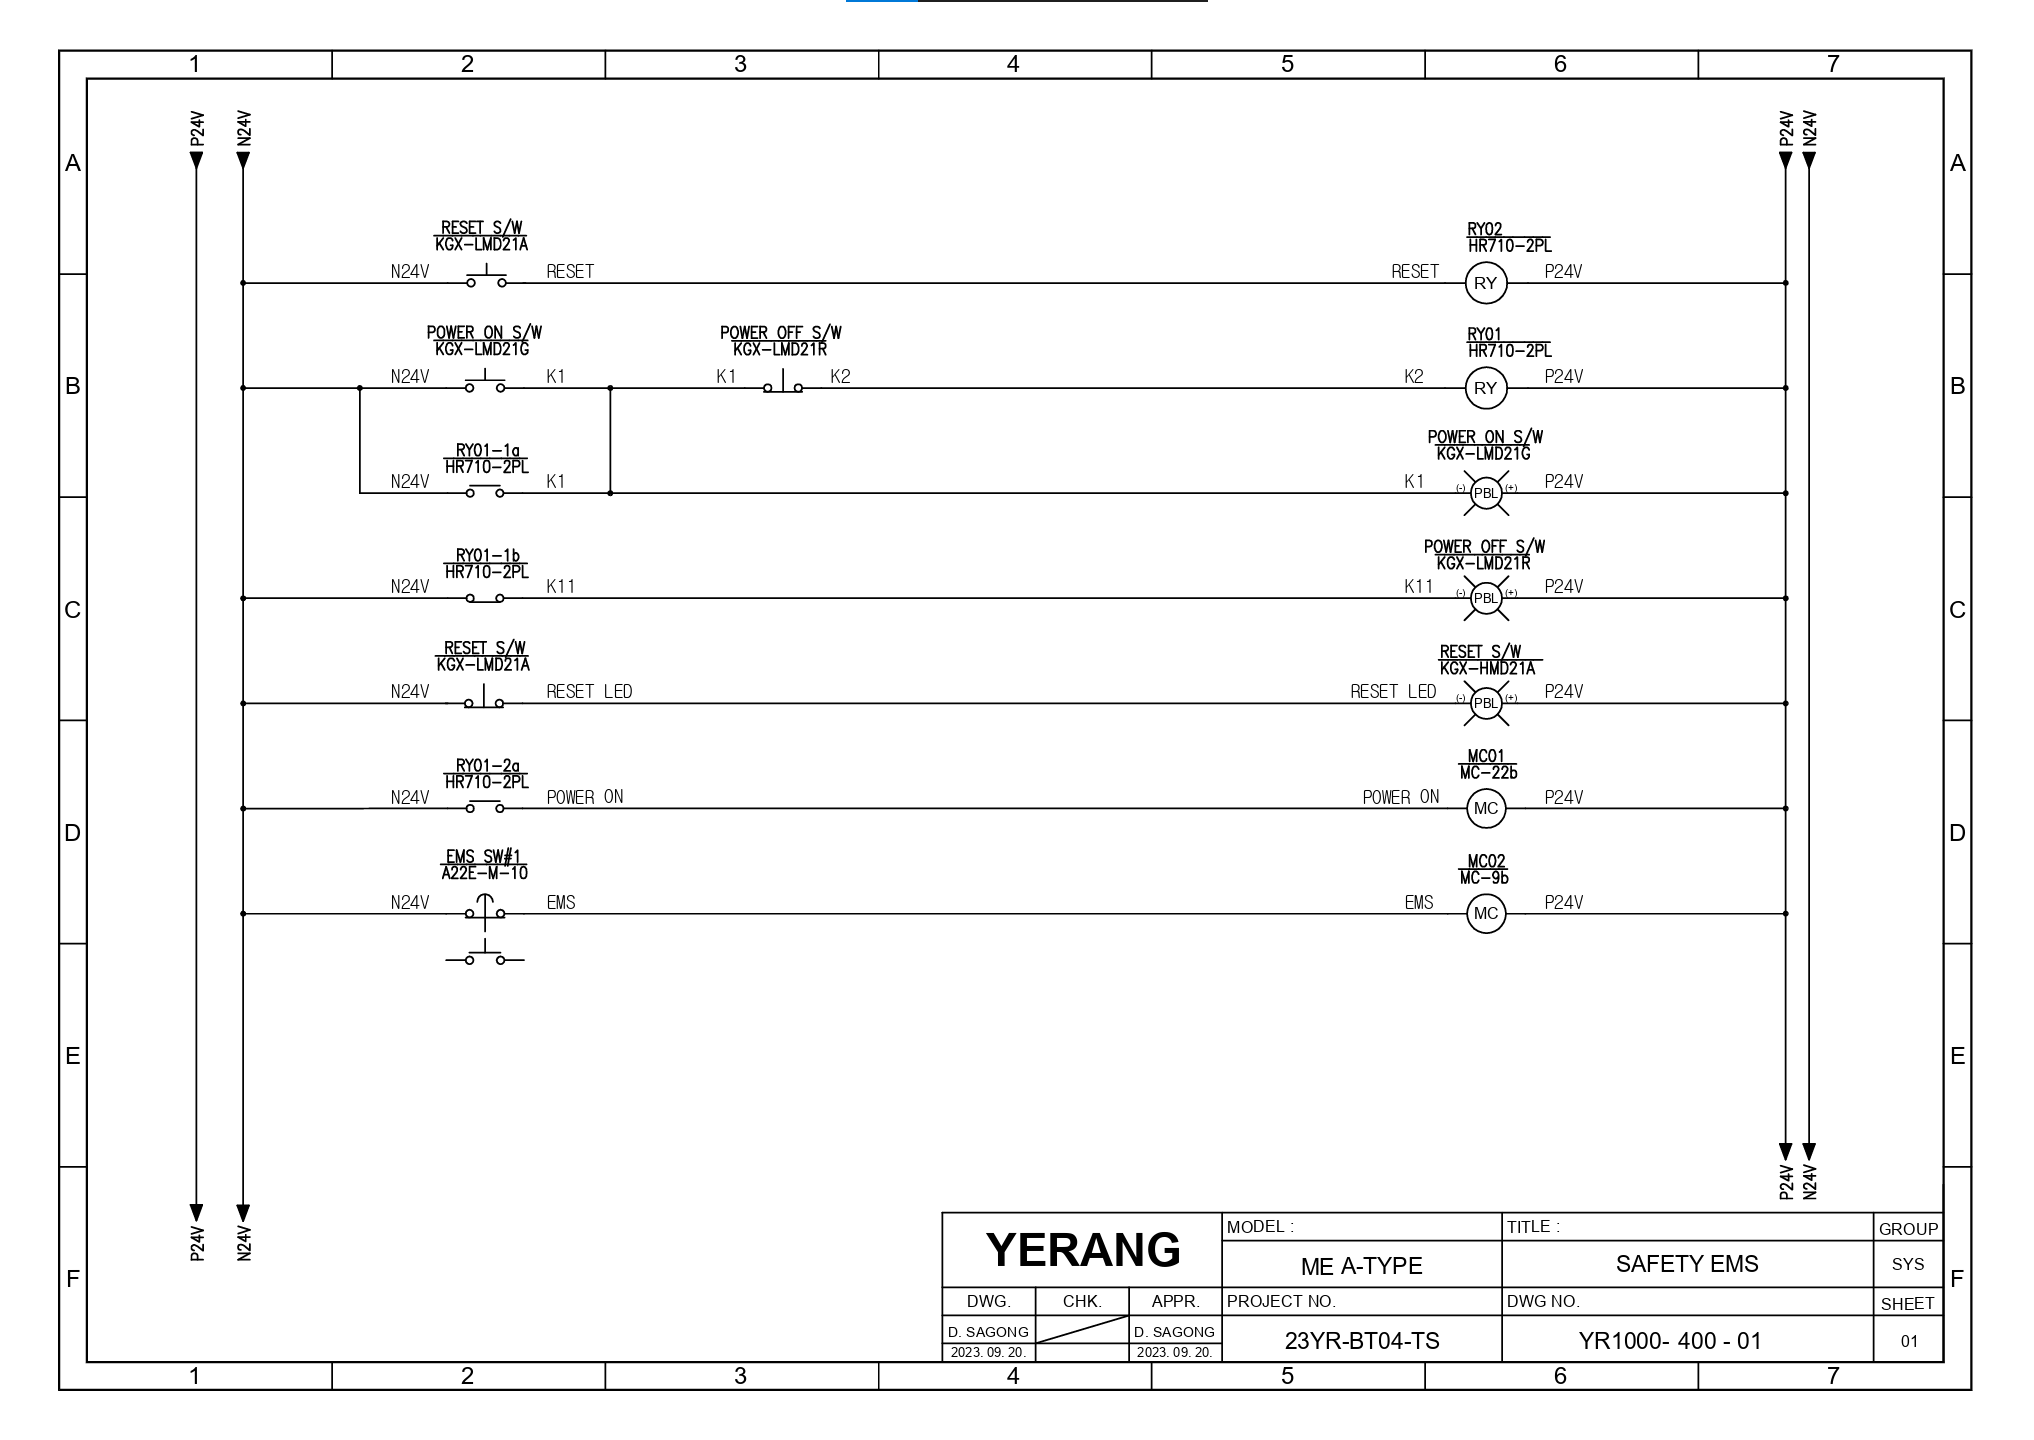 1 2 3 4 5 6 7
P24V N24V P24V N24V
A A
RESET S/W RY02
KGX-LMD21A HR710-2PL
N24V RESET RESET RY P24V
POWER ON S/W POWER OFF S/W RY01
KGX-LMD21G KGX-LMD21R HR710-2PL
B N24V K1 K1 K2 K2 RY P24V B
RY01-1a POWER ON S/W
HR710-2PL KGX-LMD21G
N24V K1 K1 (-) PBL (+) P24V
RY01-1b POWER OFF S/W
HR710-2PL KGX-LMD21R
N24V K11 K11 (-) PBL (+) P24V
C C
RESET S/W RESET S/W
KGX-LMD21A KGX-HMD21A
N24V RESET LED RESET LED (-) PBL (+) P24V
RY01-2a MC01
HR710-2PL MC-22b
N24V POWER ON POWER ON MC P24V
D D
EMS SW#1 MC02
A22E-M-10 MC-9b
N24V EMS EMS MC P24V
E E
P24V N24V P24V N24V
YERANG MODEL : TITLE : GROUP
ME A-TYPE SAFETY EMS SYS
F F
DWG. CHK. APPR. PROJECT NO. DWG NO. SHEET
D. SAGONG D. SAGONG 23YR-BT04-TS YR1000- 400 - 01 01
2023. 09. 20. 2023. 09. 20.
1 2 3 4 5 6 7